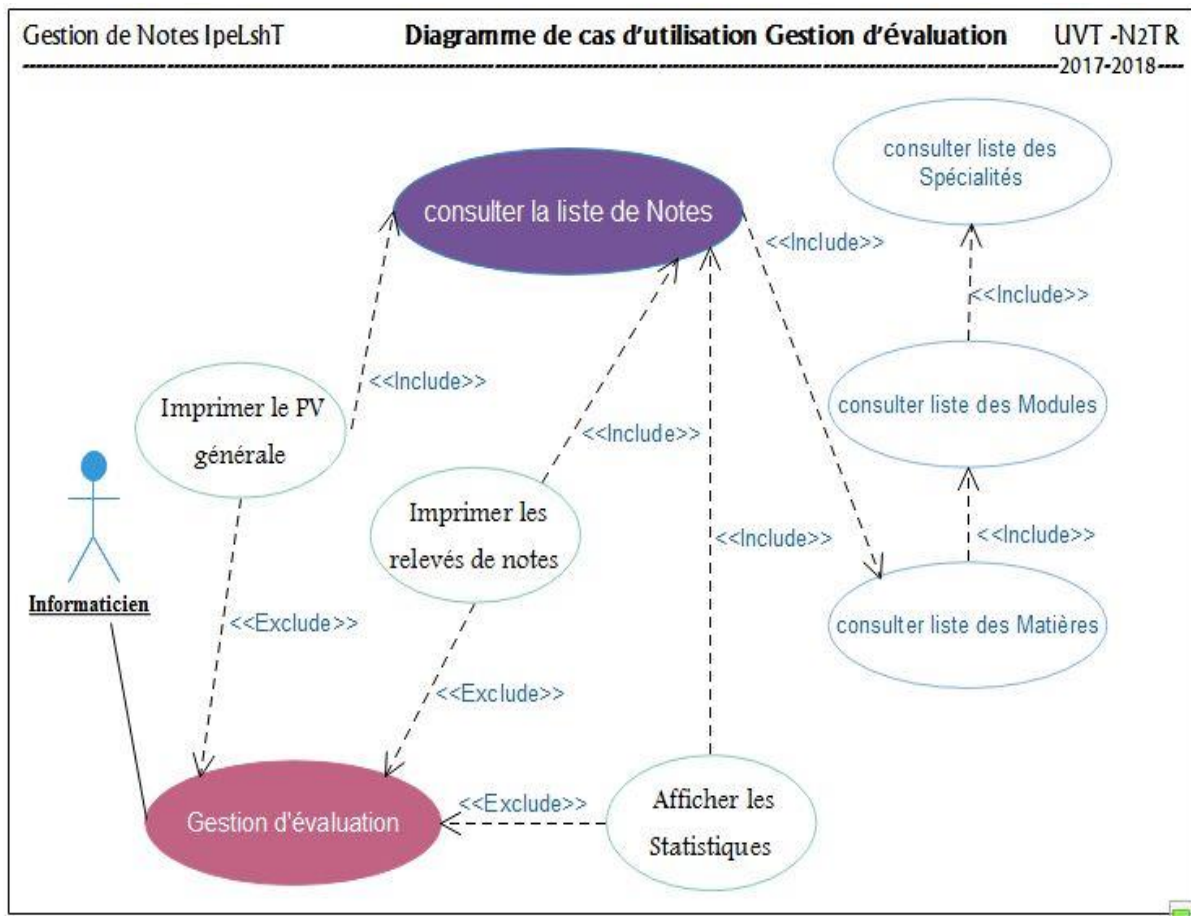 Gestion de Notes IpeLshT
Diagramme de cas d'utilisation Gestion d'évaluation
UVT -N2TR
2017-2018
consulter liste des
Spécialités
consulter la liste de Notes
<<Include>>
<<Include>>
<<Include>>
Imprimer le PV
générale
consulter liste des Modules
<<Include>>
Imprimer les
relevés de notes
<<Include>>
<<Include>>
Informaticien
<<Exclude>>
consulter liste des Matières
<<Exclude>>
<<Exclude>>
Gestion d'évaluation
Afficher les
Statistiques